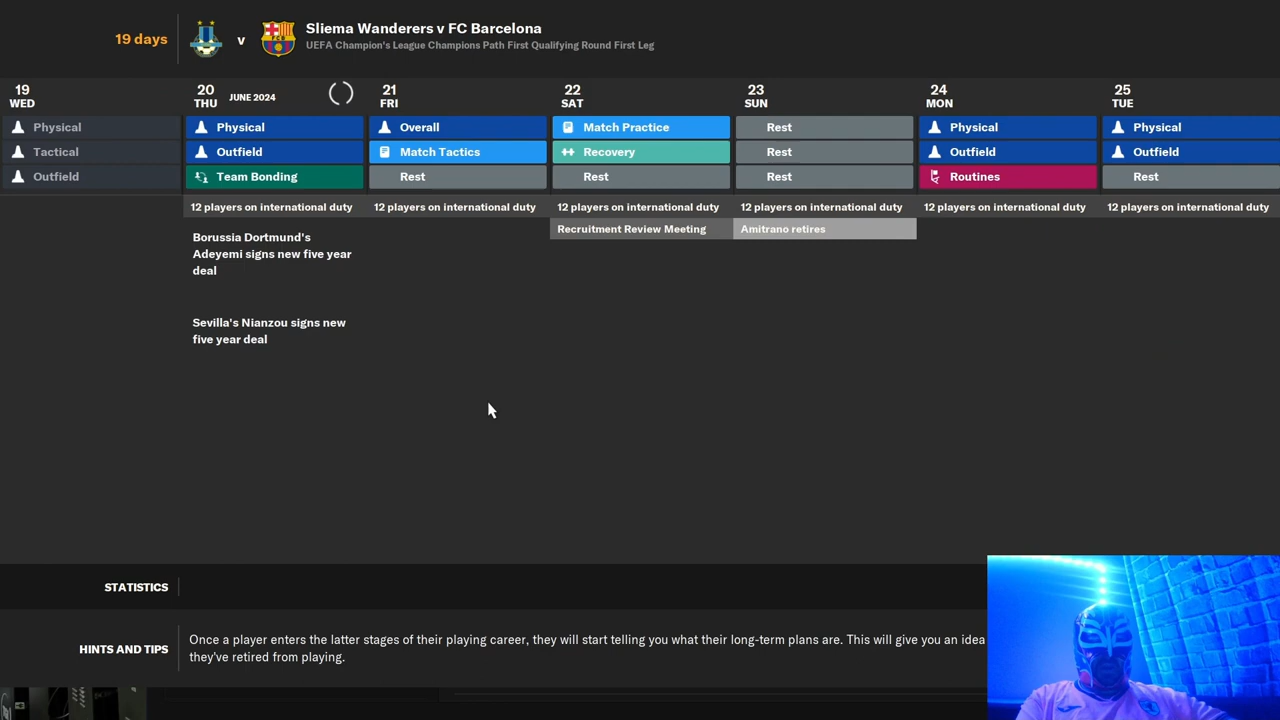 19 days
v
Sliema Wanderers v FC Barcelona
UEFA Champion's League Champions Path First Qualifying Round First Leg
19
WED
20
THU
JUNE 2024
21
FRI
22
SAT
23
SUN
24
MON
25
TUE
Physical
Physical
Overall
Match Practice
Rest
Physical
Physical
Tactical
Outfield
Match Tactics
Recovery
Rest
Outfield
Outfield
Outfield
Team Bonding
Rest
Rest
Rest
Routines
Rest
12 players on international duty
12 players on international duty
12 players on international duty
12 players on international duty
12 players on international duty
12 players on international duty
Recruitment Review Meeting
Amitrano retires
Borussia Dortmund's
Adeyemi signs new five year
deal
Sevilla's Nianzou signs new
five year deal
STATISTICS
HINTS AND TIPS
Once a player enters the latter stages of their playing career, they will start telling you what their long-term plans are. This will give you an idea
they've retired from playing.